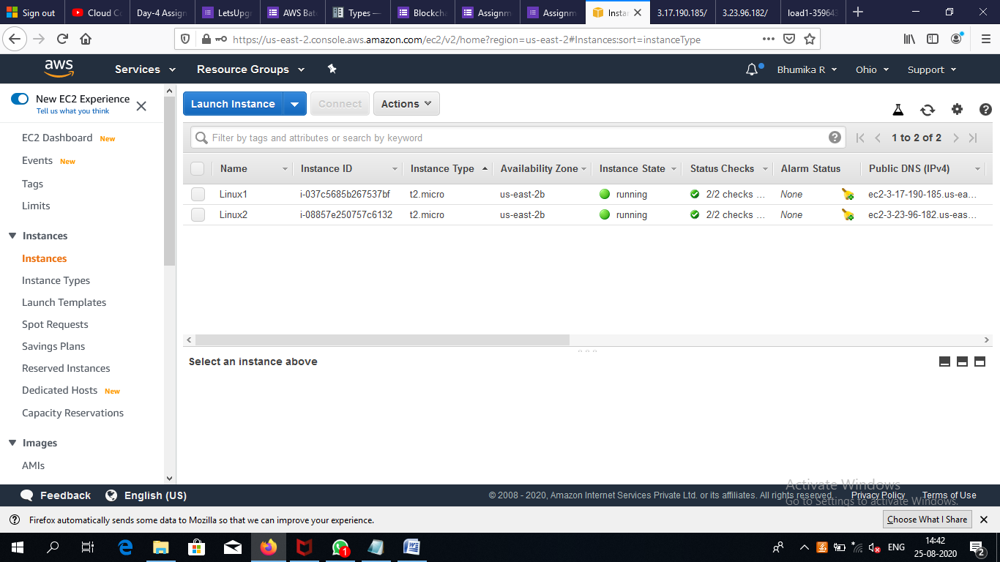 Sign out
Cloud Co
Day-4 Assign
LetsUpgr
AWS Bat
Types —
Blockcha
Assignm
Assignm
Insta
3.17.190.185/
3.23.96.182/
load1-359643
https://us-east-2.console.aws.amazon.com/ec2/v2/home?region=us-east-2#Instances:sort=instanceType
aws
Services
Resource Groups
Bhumika R
Ohio
Support
New EC2 Experience
Tell us what you think
EC2 Dashboard New
Events New
Tags
Limits
Instances
Instances
Instance Types
Launch Templates
Spot Requests
Savings Plans
Reserved Instances
Dedicated Hosts New
Capacity Reservations
Images
AMIs
Launch Instance
Connect
Actions
Filter by tags and attributes or search by keyword
1 to 2 of 2
Name Instance ID Instance Type Availability Zone Instance State Status Checks Alarm Status Public DNS (IPv4)
Linux1 i-037c5685b267537bf t2.micro us-east-2b running 2/2 checks ... None ec2-3-17-190-185.us-ea...
Linux2 i-08857e250757c6132 t2.micro us-east-2b running 2/2 checks ... None ec2-3-23-96-182.us-eas...
Select an instance above
Activate Windows
Go to Settings to activate Windows.
Feedback
English (US)
© 2008 - 2020, Amazon Internet Services Private Ltd. or its affiliates. All rights reserved.
Privacy Policy
Terms of Use
Firefox automatically sends some data to Mozilla so that we can improve your experience.
Choose What I Share
1
ENG
14:42
25-08-2020
2